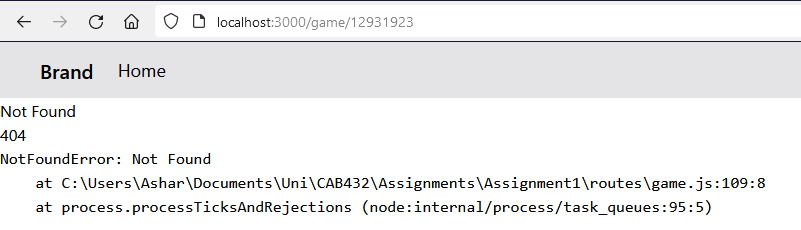 localhost:3000/game/12931923
Brand Home
Not Found
404
NotFoundError: Not Found
at C:\Users\Ashar\Documents\Uni\CAB432\Assignments\Assignment1\routes\game.js:109:8
at process.processTicksAndRejections (node:internal/process/task_queues:95:5)